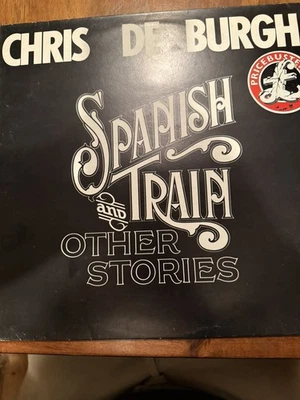 CHRIS DE BURGH
PRICEBUSTER
SPANISH
TRAIN
and
OTHER
STORIES